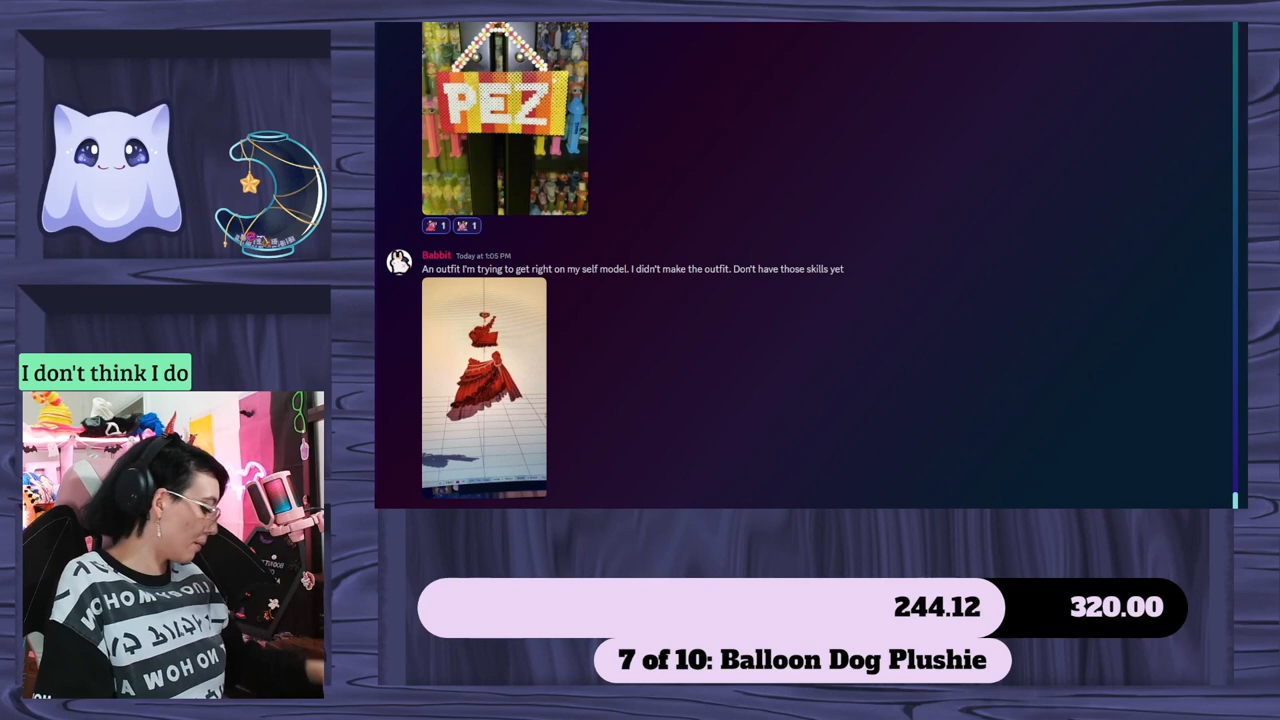 PEZ
1 1
Babbit Today at 1:05 PM
An outfit I'm trying to get right on my self model. I didn't make the outfit. Don't have those skills yet
I don't think I do
244.12 320.00
7 of 10: Balloon Dog Plushie